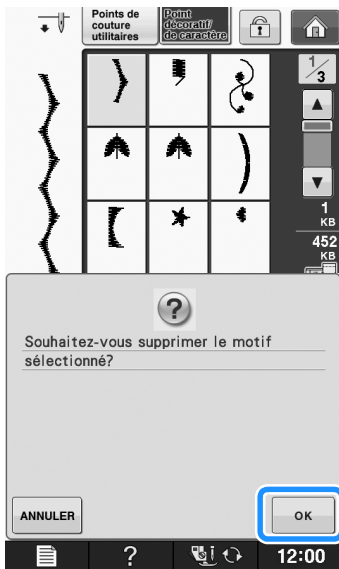 Points de
couture
utilitaires
Point
décoratif/
de caractère
1/3
1
KB
452
KB
?
Souhaitez-vous supprimer le motif
sélectionné?
ANNULER
OK
?
12:00